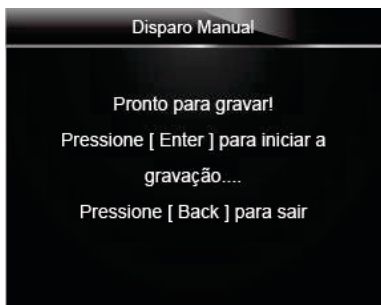 Disparo Manual
Pronto para gravar!
Pressione [ Enter ] para iniciar a
gravação....
Pressione [ Back ] para sair